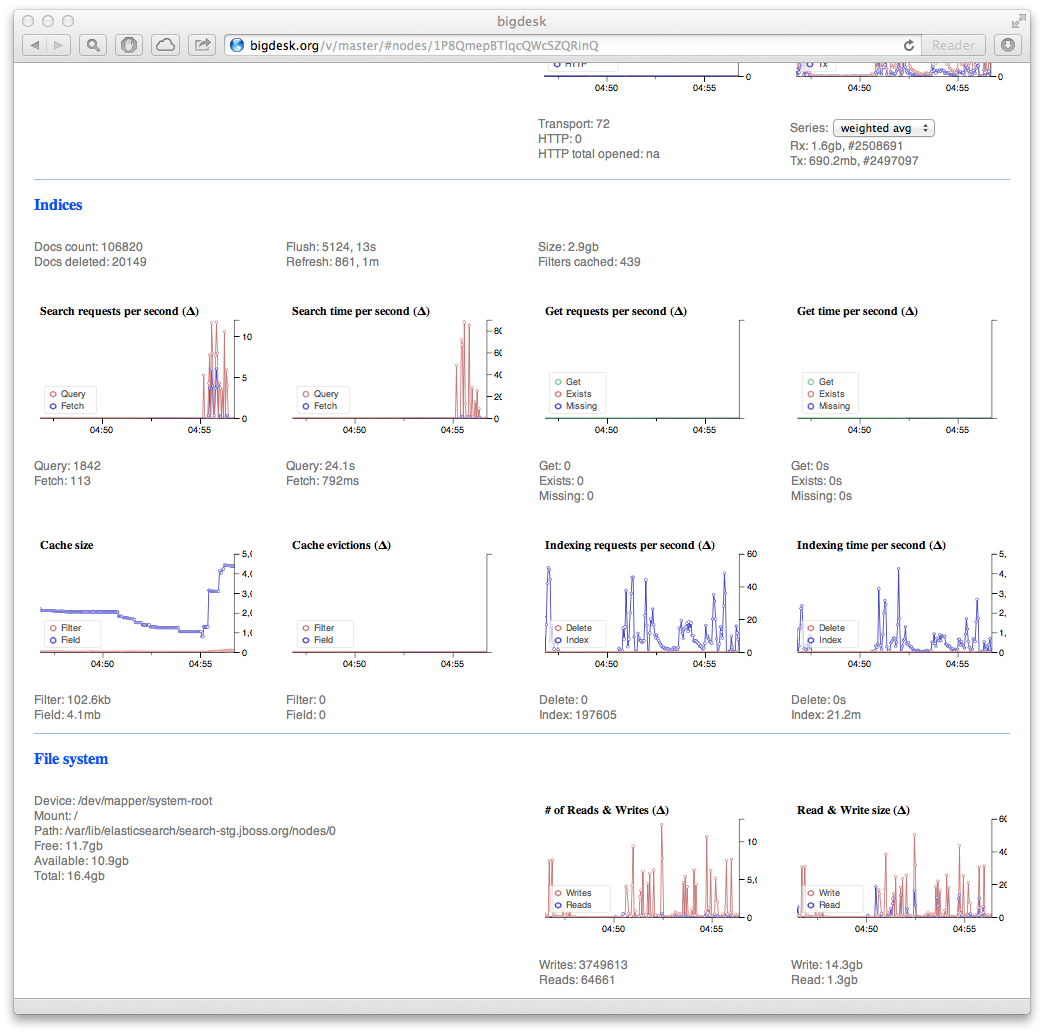 bigdesk
bigdesk.org/v/master/#nodes/1P8QmepBTlqcQWcSZQRinQ
Reader
HTTP
0
04:50 04:55
Tx
0
04:50 04:55
Transport: 72
HTTP: 0
HTTP total opened: na
Series: weighted avg
Rx: 1.6gb, #2508691
Tx: 690.2mb, #2497097
Indices
Docs count: 106820
Docs deleted: 20149
Flush: 5124, 13s
Refresh: 861, 1m
Size: 2.9gb
Filters cached: 439
Search requests per second (Δ)
10
5
0
Query
Fetch
04:50 04:55
Query: 1842
Fetch: 113
Search time per second (Δ)
80
60
40
20
0
Query
Fetch
04:50 04:55
Query: 24.1s
Fetch: 792ms
Get requests per second (Δ)
Get
Exists
Missing
04:50 04:55
Get: 0
Exists: 0
Missing: 0
Get time per second (Δ)
Get
Exists
Missing
04:50 04:55
Get: 0s
Exists: 0s
Missing: 0s
Cache size
5,0
4,0
3,0
2,0
1,0
0
Filter
Field
04:50 04:55
Filter: 102.6kb
Field: 4.1mb
Cache evictions (Δ)
Filter
Field
04:50 04:55
Filter: 0
Field: 0
Indexing requests per second (Δ)
60
40
20
0
Delete
Index
04:50 04:55
Delete: 0
Index: 197605
Indexing time per second (Δ)
5,
4,
3,
2,
1,
0
Delete
Index
04:50 04:55
Delete: 0s
Index: 21.2m
File system
Device: /dev/mapper/system-root
Mount: /
Path: /var/lib/elasticsearch/search-stg.jboss.org/nodes/0
Free: 11.7gb
Available: 10.9gb
Total: 16.4gb
# of Reads & Writes (Δ)
10
5,0
0
Writes
Reads
04:50 04:55
Writes: 3749613
Reads: 64661
Read & Write size (Δ)
60
40
20
0
Write
Read
04:50 04:55
Write: 14.3gb
Read: 1.3gb